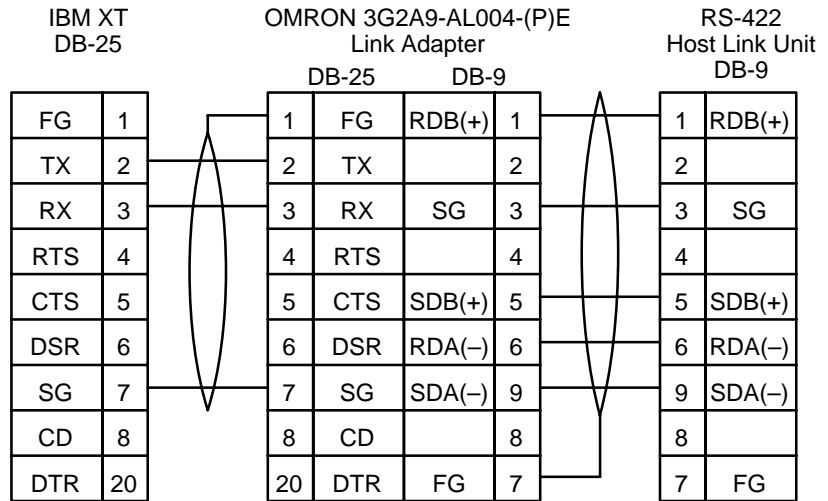 IBM XT
DB-25
OMRON 3G2A9-AL004-(P)E
Link Adapter
DB-25 DB-9
RS-422
Host Link Unit
DB-9
FG 1 1 FG RDB(+) 1 1 RDB(+)
TX 2 2 TX 2 2
RX 3 3 RX SG 3 3 SG
RTS 4 4 RTS 4 4
CTS 5 5 CTS SDB(+) 5 5 SDB(+)
DSR 6 6 DSR RDA(–) 6 6 RDA(–)
SG 7 7 SG SDA(–) 9 9 SDA(–)
CD 8 8 CD 8 8
DTR 20 20 DTR FG 7 7 FG